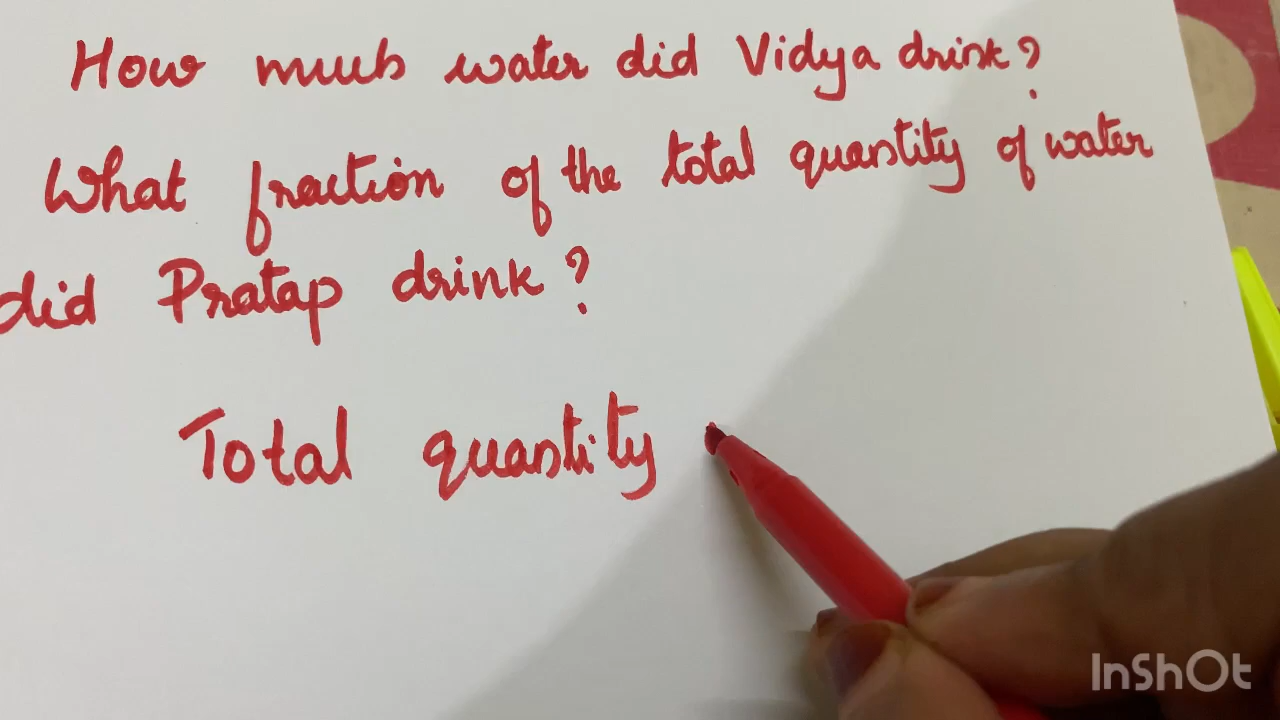 How much water did Vidya drink?
What fraction of the total quantity of water
did Pratap drink?
Total quantity
InShOt